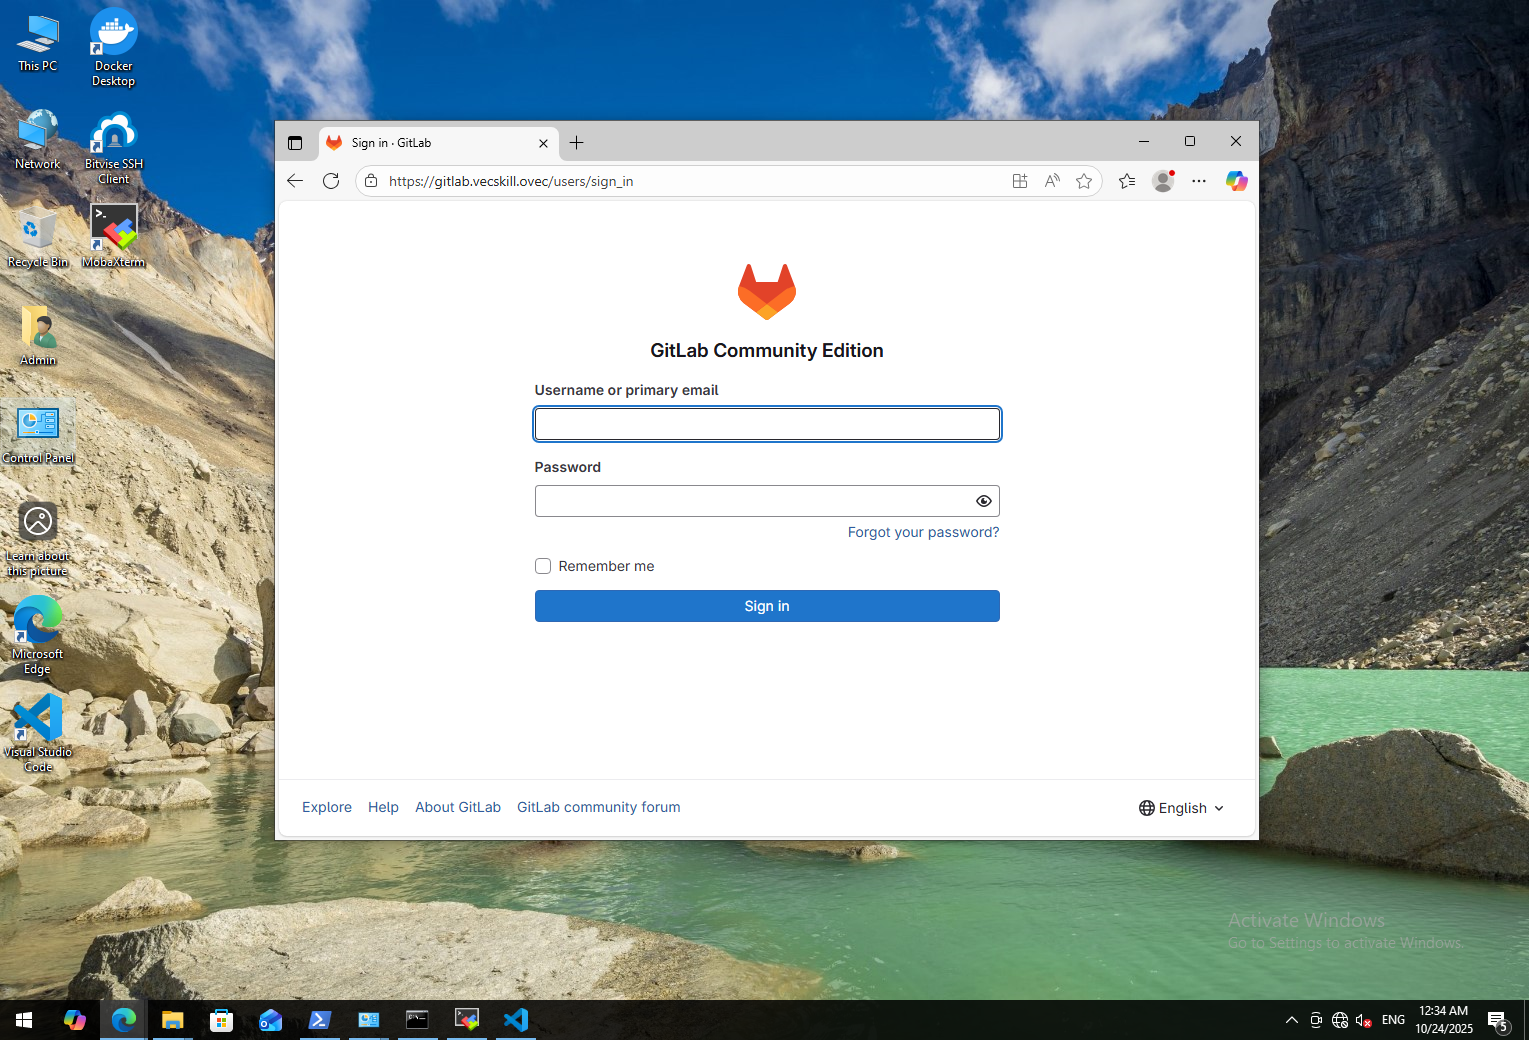 This PC
Docker
Desktop
Network
Bitvise SSH
Client
Recycle Bin
MobaXterm
Admin
Control Panel
Learn about
this picture
Microsoft
Edge
Visual Studio
Code
Sign in · GitLab
https://gitlab.vecskill.ovec/users/sign_in
GitLab Community Edition
Username or primary email
Password
Forgot your password?
Remember me
Sign in
Explore
Help
About GitLab
GitLab community forum
English
Activate Windows
Go to Settings to activate Windows.
ENG
12:34 AM
10/24/2025
5